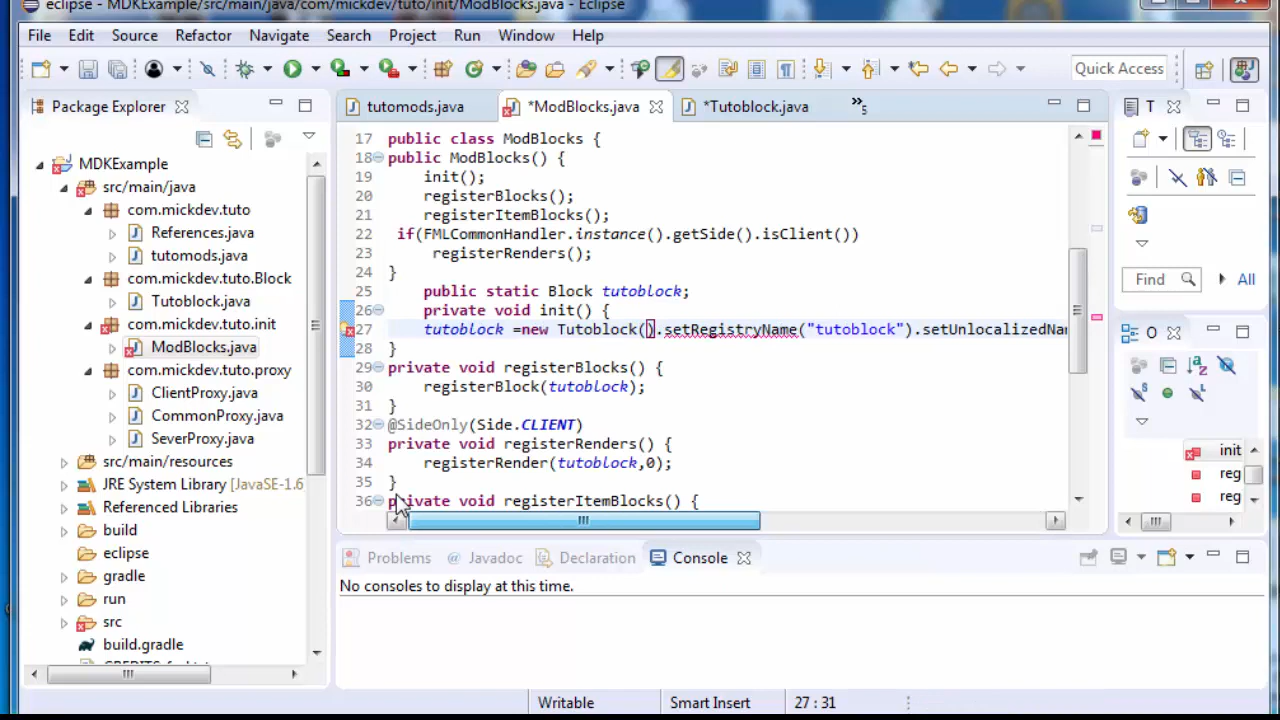 eclipse - MDKExample/src/main/java/com/mickdev/tuto/init/ModBlocks.java - Eclipse
File Edit Source Refactor Navigate Search Project Run Window Help
Quick Access
Package Explorer
MDKExample
src/main/java
com.mickdev.tuto
References.java
tutomods.java
com.mickdev.tuto.Block
Tutoblock.java
com.mickdev.tuto.init
ModBlocks.java
com.mickdev.tuto.proxy
ClientProxy.java
CommonProxy.java
SeverProxy.java
src/main/resources
JRE System Library [JavaSE-1.6
Referenced Libraries
build
eclipse
gradle
run
src
build.gradle
tutomods.java *ModBlocks.java *Tutoblock.java »5
17 public class ModBlocks {
18 public ModBlocks() {
19 init();
20 registerBlocks();
21 registerItemBlocks();
22 if(FMLCommonHandler.instance().getSide().isClient())
23 registerRenders();
24 }
25 public static Block tutoblock;
26 private void init() {
27 tutoblock =new Tutoblock().setRegistryName("tutoblock").setUnlocalizedNa
28 }
29 private void registerBlocks() {
30 registerBlock(tutoblock);
31 }
32 @SideOnly(Side.CLIENT)
33 private void registerRenders() {
34 registerRender(tutoblock,0);
35 }
36 private void registerItemBlocks() {
T
Find All
O
init
reg
reg
Problems @ Javadoc Declaration Console
No consoles to display at this time.
Writable Smart Insert 27 : 31